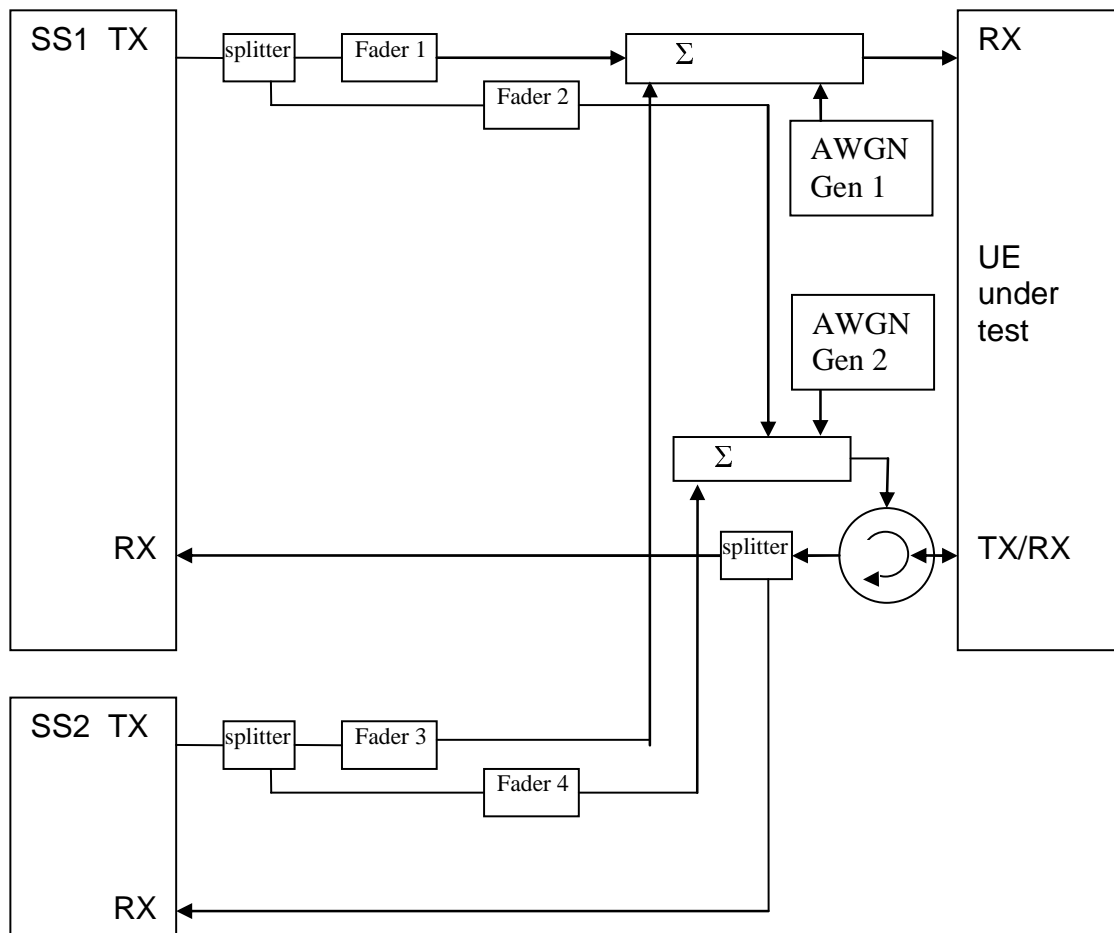 SS1 TX
splitter
Fader 1
Σ
RX
Fader 2
AWGN
Gen 1
UE
under
test
AWGN
Gen 2
Σ
RX
splitter
TX/RX
SS2 TX
splitter
Fader 3
Fader 4
RX